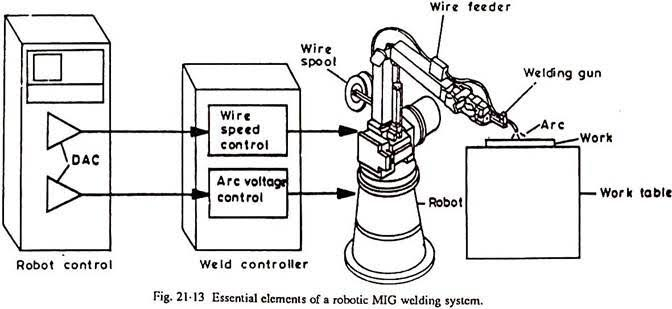 Wire feeder
Wire
spool
Welding gun
Wire
speed
control
Arc
Work
DAC
Arc voltage
control
Work table
Robot
Robot control
Weld controller
Fig. 21·13 Essential elements of a robotic MIG welding system.